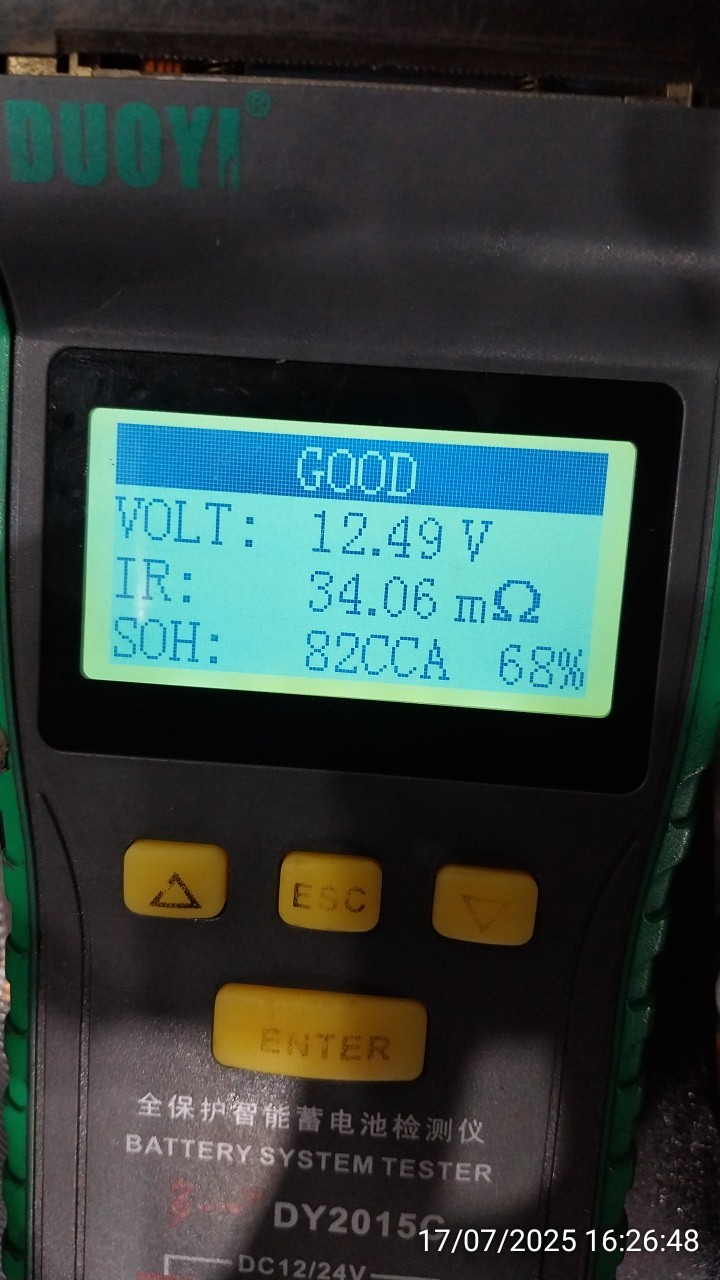 DUOYI®
GOOD
VOLT: 12.49 V
IR: 34.06 mΩ
SOH: 82CCA 68%
ESC
ENTER
全保护智能蓄电池检测仪
BATTERY SYSTEM TESTER
DY2015C
17/07/2025 16:26:48
DC12/24V